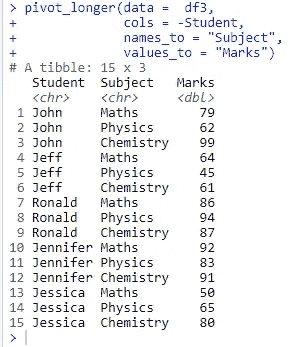 > pivot_longer(data =  df3,
+              cols = -Student,
+              names_to = "Subject",
+              values_to = "Marks")
# A tibble: 15 x 3
   Student  Subject   Marks
   <chr>    <chr>     <dbl>
 1 John     Maths        79
 2 John     Physics      62
 3 John     Chemistry    99
 4 Jeff     Maths        64
 5 Jeff     Physics      45
 6 Jeff     Chemistry    61
 7 Ronald   Maths        86
 8 Ronald   Physics      94
 9 Ronald   Chemistry    87
10 Jennifer Maths        92
11 Jennifer Physics      83
12 Jennifer Chemistry    91
13 Jessica  Maths        50
14 Jessica  Physics      65
15 Jessica  Chemistry    80
>